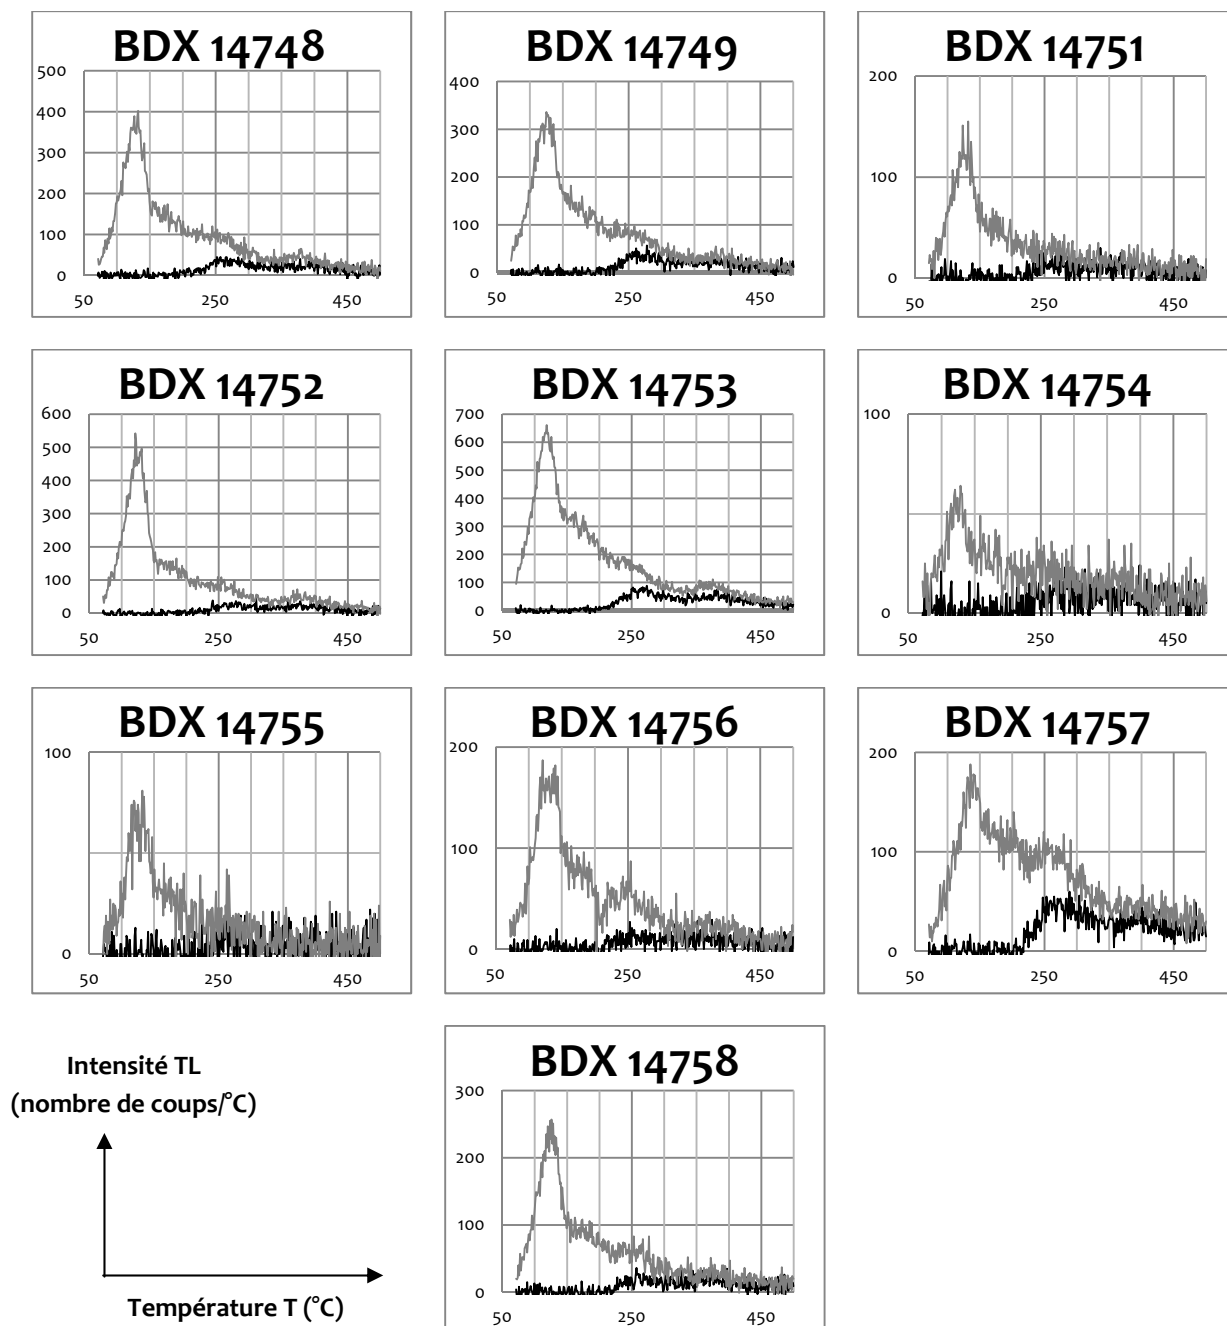 BDX 14748
500
400
300
200
100
0
50 250 450
BDX 14749
400
300
200
100
0
50 250 450
BDX 14751
200
100
0
50 250 450
BDX 14752
600
500
400
300
200
100
0
50 250 450
BDX 14753
700
600
500
400
300
200
100
0
50 250 450
BDX 14754
100
0
50 250 450
BDX 14755
100
0
50 250 450
BDX 14756
200
100
0
50 250 450
BDX 14757
200
100
0
50 250 450
Intensité TL
(nombre de coups/°C)
Température T (°C)
BDX 14758
300
200
100
0
50 250 450